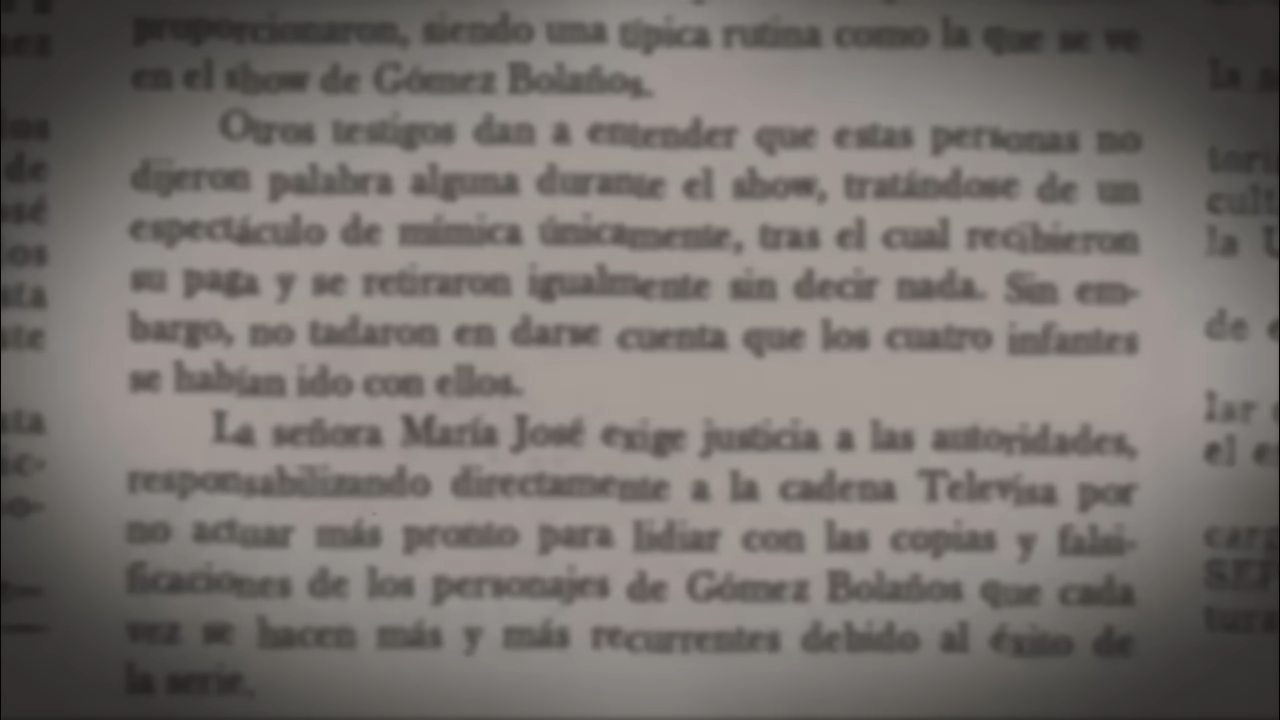 proporcionaron, siendo una típica rutina como la que se ve
en el show de Gómez Bolaños.
Otros testigos dan a entender que estas personas no
dijeron palabra alguna durante el show, tratándose de un
espectáculo de mímica únicamente, tras el cual recibieron
su paga y se retiraron igualmente sin decir nada. Sin em-
bargo, no tadaron en darse cuenta que los cuatro infantes
se habían ido con ellos.
La señora María José exige justicia a las autoridades,
responsabilizando directamente a la cadena Televisa por
no actuar más pronto para lidiar con las copias y falsi-
ficaciones de los personajes de Gómez Bolaños que cada
vez se hacen más y más recurrentes debido al éxito de
la serie.